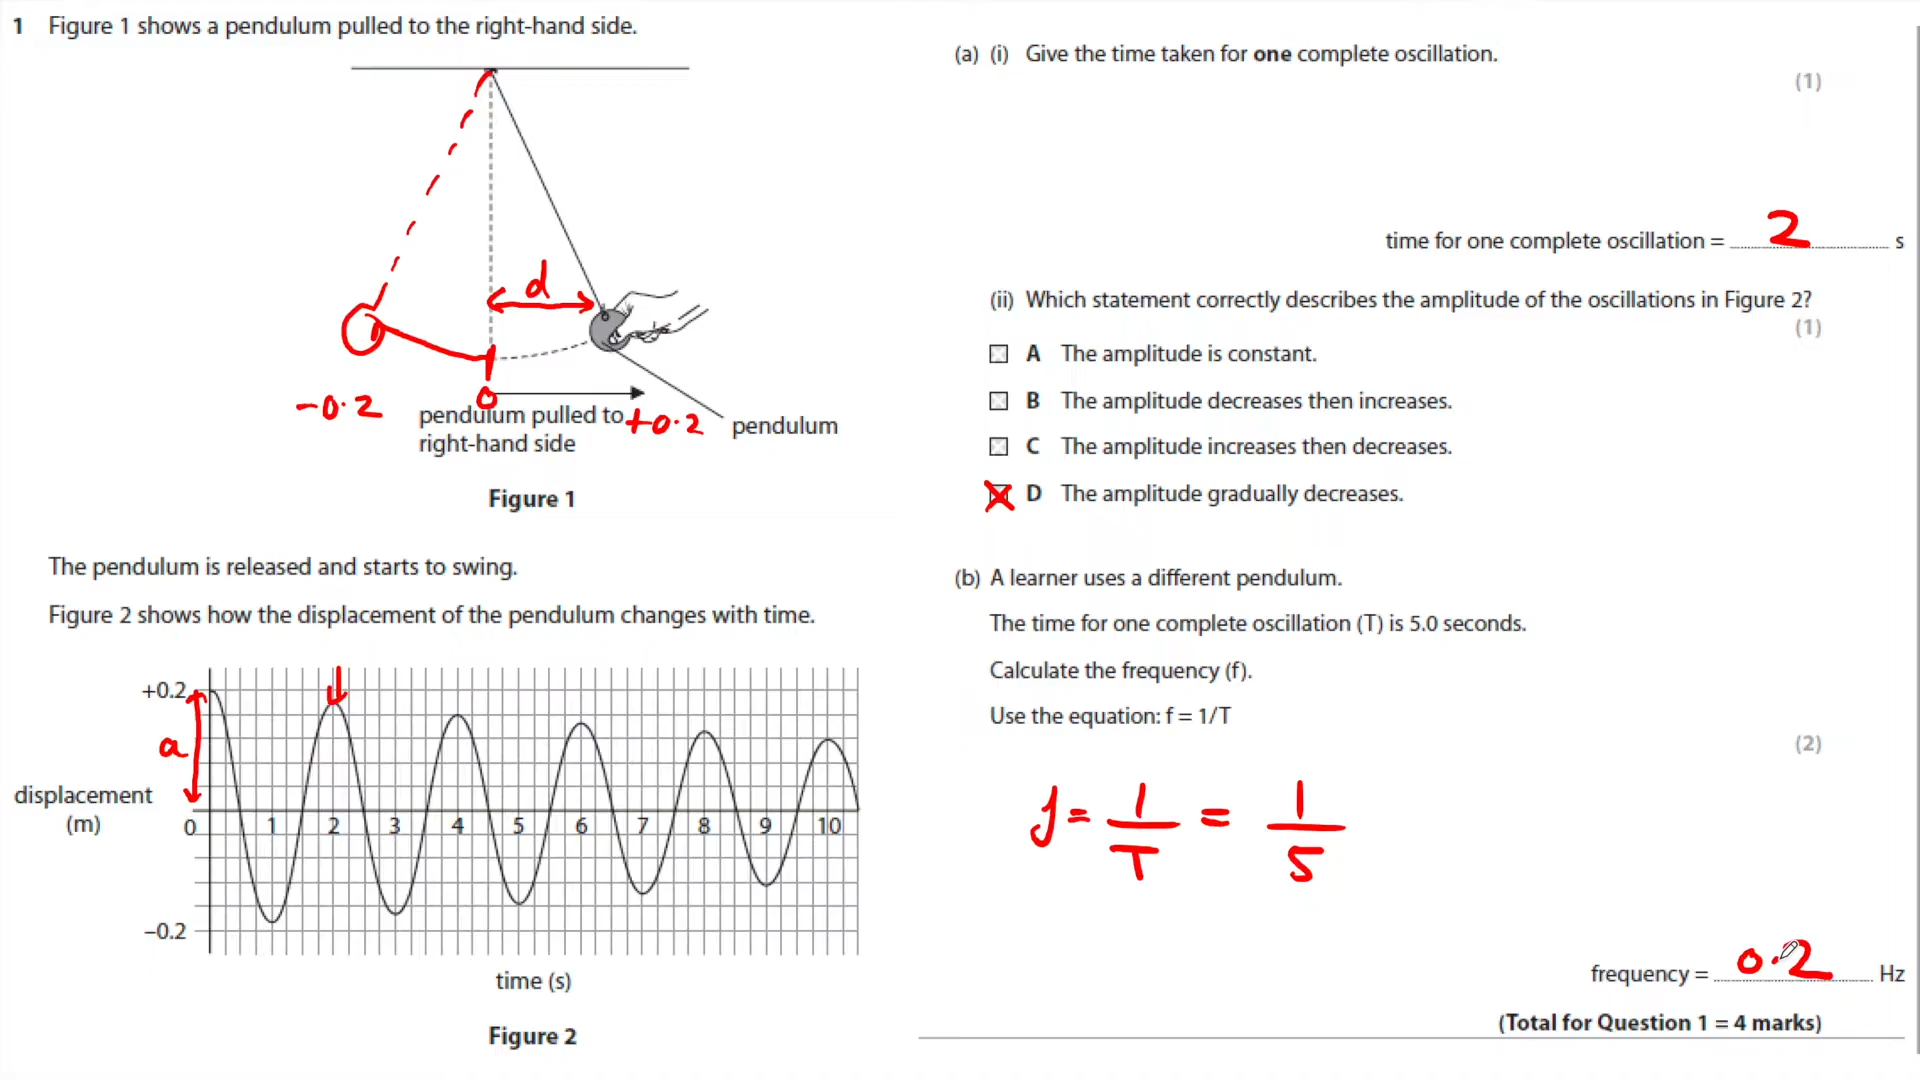 1 Figure 1 shows a pendulum pulled to the right-hand side.
d
-0.2
0
+0.2
pendulum pulled to
right-hand side
pendulum
Figure 1
The pendulum is released and starts to swing.
Figure 2 shows how the displacement of the pendulum changes with time.
+0.2
a
displacement
(m)
0 1 2 3 4 5 6 7 8 9 10
–0.2
time (s)
Figure 2
(a) (i) Give the time taken for one complete oscillation.
(1)
time for one complete oscillation = 2 s
(ii) Which statement correctly describes the amplitude of the oscillations in Figure 2?
(1)
A The amplitude is constant.
B The amplitude decreases then increases.
C The amplitude increases then decreases.
D The amplitude gradually decreases.
(b) A learner uses a different pendulum.
The time for one complete oscillation (T) is 5.0 seconds.
Calculate the frequency (f).
Use the equation: f = 1/T
(2)
f = 1/T = 1/5
frequency = 0.2 Hz
(Total for Question 1 = 4 marks)